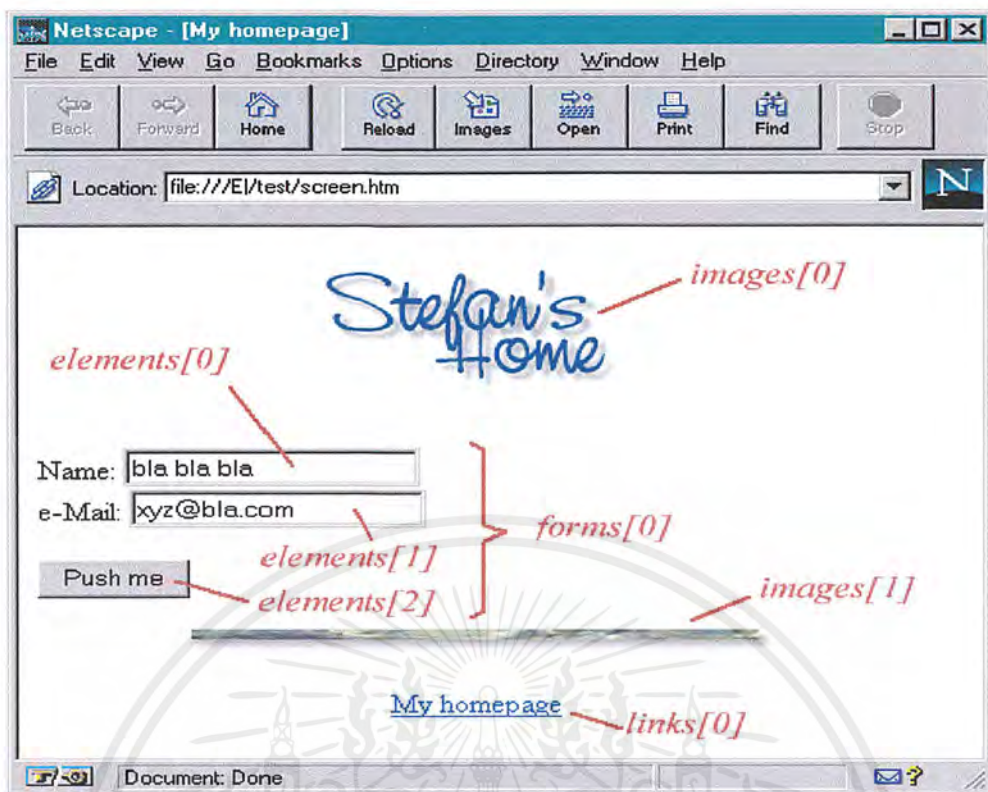 Netscape - [My homepage]
File Edit View Go Bookmarks Options Directory Window Help
Back Forward Home Reload Images Open Print Find Stop
Location: file:///E|/test/screen.htm
N
Stefan's
Home
images[0]
elements[0]
Name: bla bla bla
e-Mail: xyz@bla.com
forms[0]
elements[1]
Push me
elements[2]
images[1]
My homepage
links[0]
Document: Done